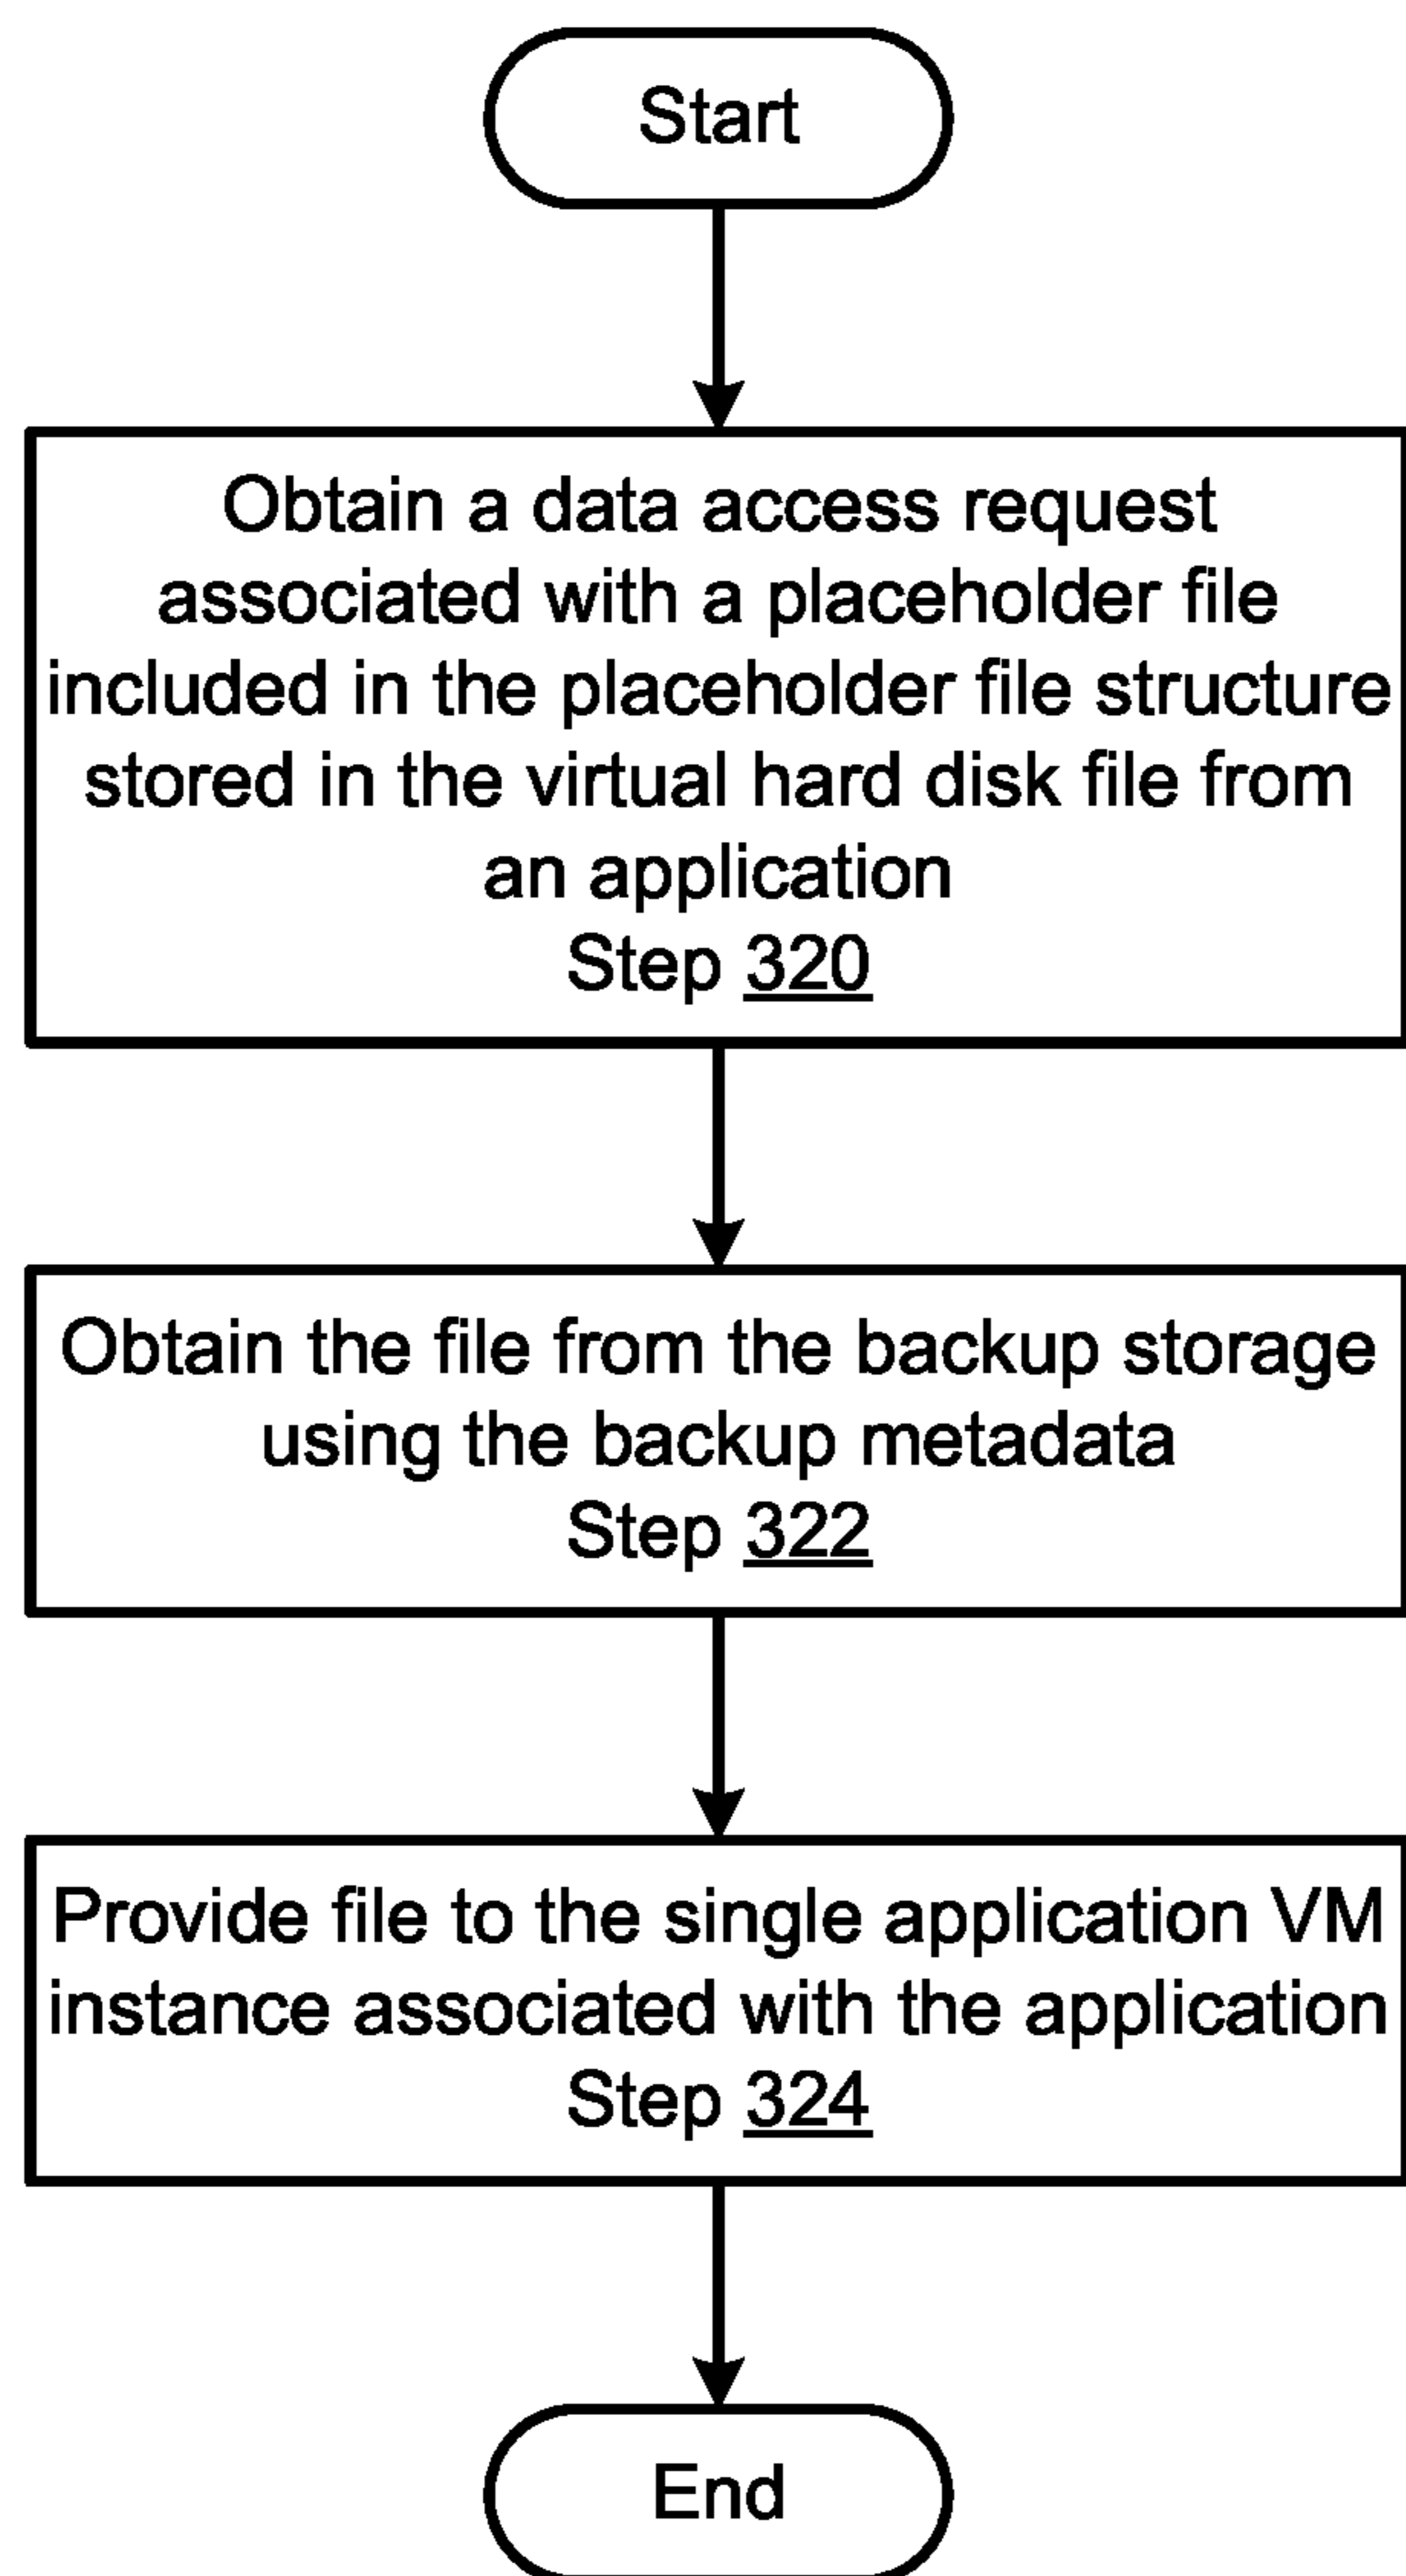 Start
Obtain a data access request
associated with a placeholder file
included in the placeholder file structure
stored in the virtual hard disk file from
an application
Step 320
Obtain the file from the backup storage
using the backup metadata
Step 322
Provide file to the single application VM
instance associated with the application
Step 324
End